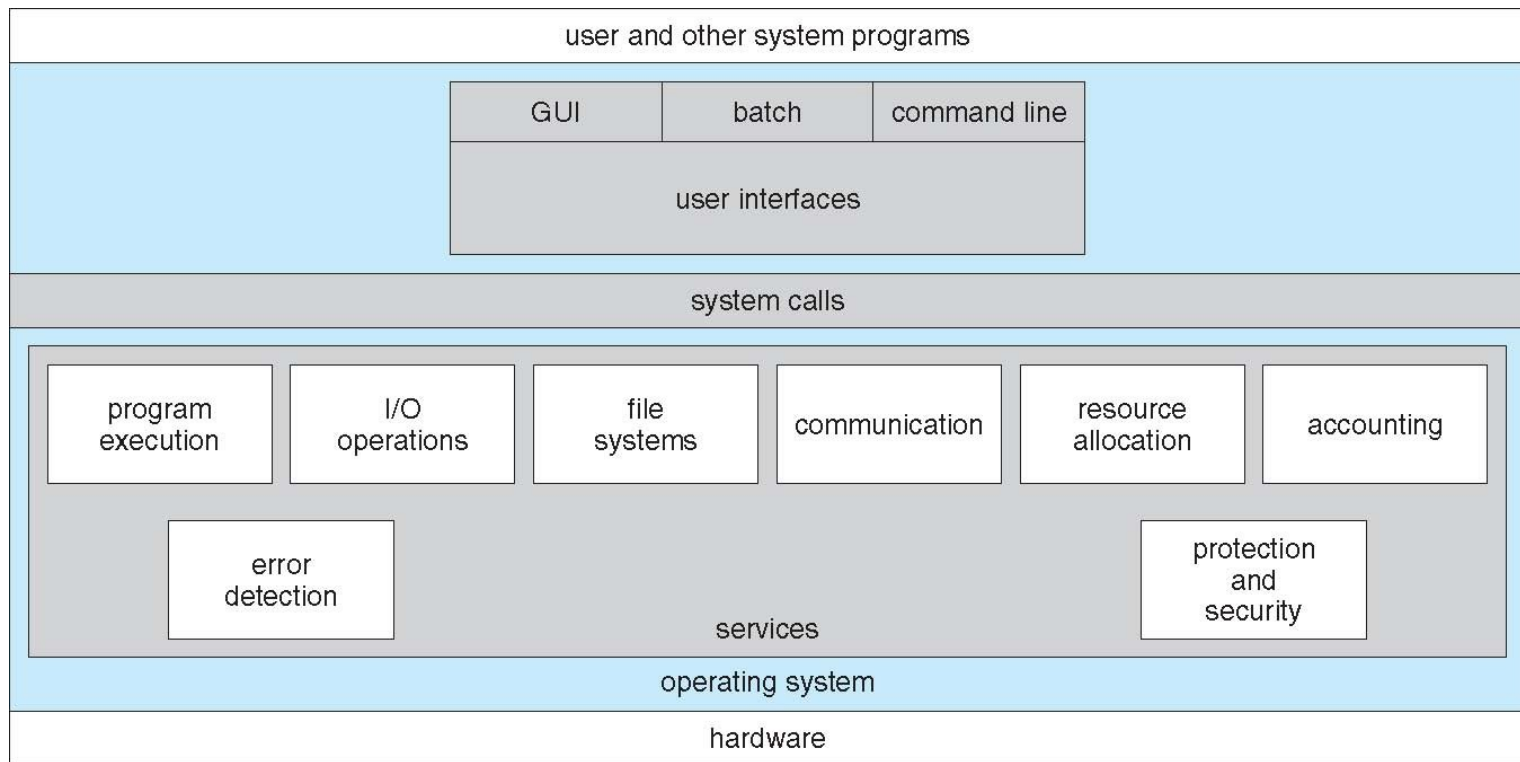 user and other system programs
GUI
batch
command line
user interfaces
system calls
program
execution
I/O
operations
file
systems
communication
resource
allocation
accounting
error
detection
protection
and
security
services
operating system
hardware